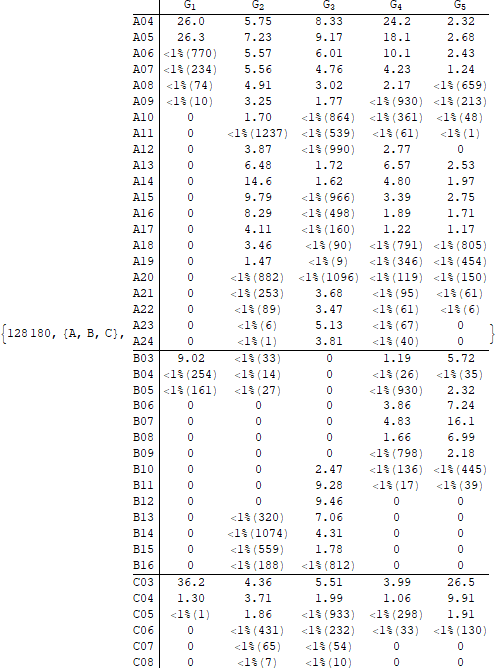 G1 G2 G3 G4 G5
A04 26.0 5.75 8.33 24.2 2.32
A05 26.3 7.23 9.17 18.1 2.68
A06 <1%(770) 5.57 6.01 10.1 2.43
A07 <1%(234) 5.56 4.76 4.23 1.24
A08 <1%(74) 4.91 3.02 2.17 <1%(659)
A09 <1%(10) 3.25 1.77 <1%(930) <1%(213)
A10 0 1.70 <1%(864) <1%(361) <1%(48)
A11 0 <1%(1237) <1%(539) <1%(61) <1%(1)
A12 0 3.87 <1%(990) 2.77 0
A13 0 6.48 1.72 6.57 2.53
A14 0 14.6 1.62 4.80 1.97
A15 0 9.79 <1%(966) 3.39 2.75
A16 0 8.29 <1%(498) 1.89 1.71
A17 0 4.11 <1%(160) 1.22 1.17
A18 0 3.46 <1%(90) <1%(791) <1%(805)
A19 0 1.47 <1%(9) <1%(346) <1%(454)
A20 0 <1%(882) <1%(1096) <1%(119) <1%(150)
A21 0 <1%(253) 3.68 <1%(95) <1%(61)
A22 0 <1%(89) 3.47 <1%(61) <1%(6)
{128180, {A, B, C}, A23 0 <1%(6) 5.13 <1%(67) 0 }
A24 0 <1%(1) 3.81 <1%(40) 0
B03 9.02 <1%(33) 0 1.19 5.72
B04 <1%(254) <1%(14) 0 <1%(26) <1%(35)
B05 <1%(161) <1%(27) 0 <1%(930) 2.32
B06 0 0 0 3.86 7.24
B07 0 0 0 4.83 16.1
B08 0 0 0 1.66 6.99
B09 0 0 0 <1%(798) 2.18
B10 0 0 2.47 <1%(136) <1%(445)
B11 0 0 9.28 <1%(17) <1%(39)
B12 0 0 9.46 0 0
B13 0 <1%(320) 7.06 0 0
B14 0 <1%(1074) 4.31 0 0
B15 0 <1%(559) 1.78 0 0
B16 0 <1%(188) <1%(812) 0 0
C03 36.2 4.36 5.51 3.99 26.5
C04 1.30 3.71 1.99 1.06 9.91
C05 <1%(1) 1.86 <1%(933) <1%(298) 1.91
C06 0 <1%(431) <1%(232) <1%(33) <1%(130)
C07 0 <1%(65) <1%(54) 0 0
C08 0 <1%(7) <1%(10) 0 0